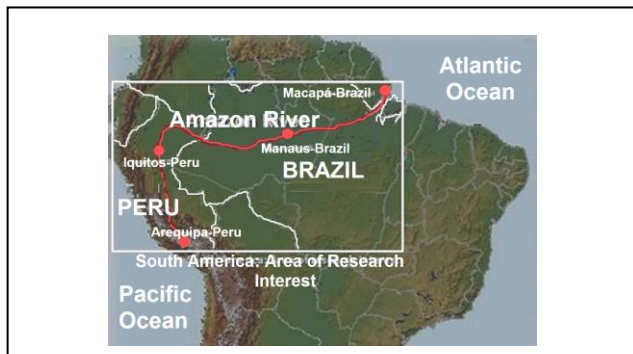 Atlantic
Ocean
Macapá-Brazil
Amazon River
Manaus-Brazil
Iquitos-Peru
BRAZIL
PERU
Arequipa-Peru
South America: Area of Research
Interest
Pacific
Ocean